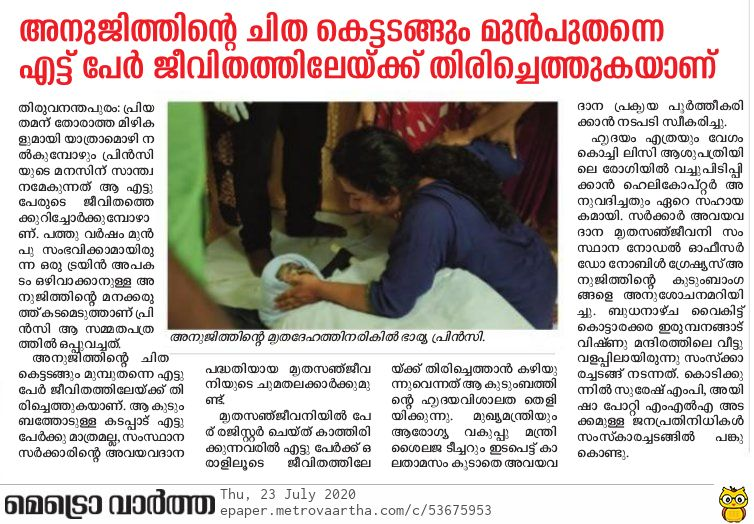 അനുജിത്തിന്റെ ചിത കെട്ടടങ്ങും മുൻപുതന്നെ
എട്ട് പേർ ജീവിതത്തിലേയ്ക്ക് തിരിച്ചെത്തുകയാണ്
തിരുവനന്തപുരം: പ്രിയ
തമന് തോരാത്ത മിഴിക
ളുമായി യാത്രാമൊഴി ന
ൽകുമ്പോഴും പ്രിൻസി
യുടെ മനസിന് സാന്ത്വ
നമേകുന്നത് ആ എട്ടു
പേരുടെ ജീവിതത്തെ
ക്കുറിച്ചോർക്കുമ്പോഴാ
ണ്. പത്തു വർഷം മുൻ
പു സംഭവിക്കാമായിരു
ന്ന ഒരു ട്രയിൻ അപക
ടം ഒഴിവാക്കാനുള്ള അ
നുജിത്തിന്റെ മനക്കരു
ത്ത് കടമെടുത്താണ് പ്രി
ൻസി ആ സമ്മതപത്ര
ത്തിൽ ഒപ്പുവച്ചത്.
അനുജിത്തിന്റെ ചിത
കെട്ടടങ്ങും മുമ്പുതന്നെ എട്ടു
പേർ ജീവിതത്തിലേയ്ക്ക് തി
രിച്ചെത്തുകയാണ്. ആ കുടും
ബത്തോടുള്ള കടപ്പാട് എട്ടു
പേർക്കു മാത്രമല്ല, സംസ്ഥാന
സർക്കാരിന്റെ അവയവദാന
അനുജിത്തിന്റെ മൃതദേഹത്തിനരികിൽ ഭാര്യ പ്രിൻസി.
പദ്ധതിയായ മൃതസഞ്ജീവ
നിയുടെ ചുമതലക്കാർക്കുമു
ണ്ട്.
മൃതസഞ്ജീവനിയിൽ പേ
ര് രജിസ്റ്റർ ചെയ്ത് കാത്തിരി
ക്കുന്നവരിൽ എട്ടു പേർക്ക് ഒ
രാളിലൂടെ ജീവിതത്തിലേ
യ്ക്ക് തിരിച്ചെത്താൻ കഴിയു
ന്നുവെന്നത് ആ കുടുംബത്തി
ന്റെ ഹൃദയവിശാലത തെളി
യിക്കുന്നു. മുഖ്യമന്ത്രിയും
ആരോഗ്യ വകുപ്പു മന്ത്രി
ശൈലജ ടീച്ചറും ഇടപെട്ട് കാ
ലതാമസം കൂടാതെ അവയവ
ദാന പ്രക്രൃയ പൂർത്തീകരി
ക്കാൻ നടപടി സ്വീകരിച്ചു.
ഹൃദയം എത്രയും വേഗം
കൊച്ചി ലിസി ആശുപത്രിയി
ലെ രോഗിയിൽ വച്ചുപിടിപ്പി
ക്കാൻ ഹെലികോപ്റ്റർ അ
നുവദിച്ചതും ഏറെ സഹായ
കമായി. സർക്കാർ അവയവ
ദാന മൃതസഞ്ജീവനി സം
സ്ഥാന നോഡൽ ഓഫീസർ
ഡോ നോബിൾ ഗ്രേഷ്യസ് അ
നുജിത്തിന്റെ കുടുംബാംഗ
ങ്ങളെ അനുശോചനമറിയി
ച്ചു. ബുധനാഴ്ച വൈകിട്ട്
കൊട്ടാരക്കര ഇരുമ്പനങ്ങാട്
വിഷ്ണു മന്ദിരത്തിലെ വീട്ടു
വളപ്പിലായിരുന്നു സംസ്ക്കാ
രച്ചടങ്ങ് നടന്നത്. കൊടിക്കു
ന്നിൽ സുരേഷ് എംപി, അയി
ഷാ പോറ്റി എംഎൽഎ അട
ക്കമുള്ള ജനപ്രതിനിധികൾ
സംസ്കാരച്ചടങ്ങിൽ പങ്കു
കൊണ്ടു.
മെട്രൊ വാർത്ത
Thu, 23 July 2020
epaper.metrovaartha.com/c/53675953